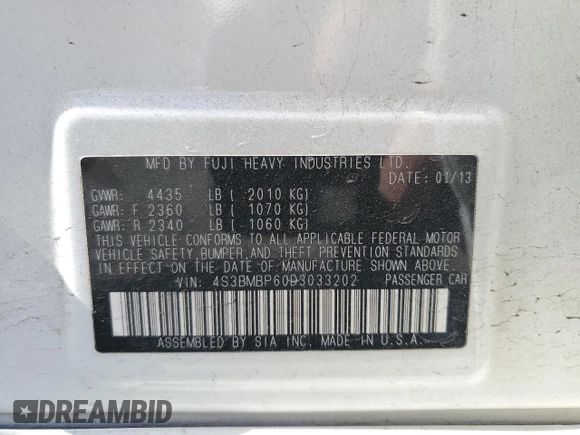 MFD BY FUJI HEAVY INDUSTRIES LTD.
DATE: 01/13
GVWR: 4435 LB ( 2010 KG)
GAWR: F 2360 LB ( 1070 KG)
GAWR: R 2340 LB ( 1060 KG)
THIS VEHICLE CONFORMS TO ALL APPLICABLE FEDERAL MOTOR
VEHICLE SAFETY, BUMPER, AND THEFT PREVENTION STANDARDS
IN EFFECT ON THE DATE OF MANUFACTURE SHOWN ABOVE.
VIN: 4S3BMBP60D3033202 PASSENGER CAR
ASSEMBLED BY SIA INC. MADE IN U.S.A.
DREAMBID